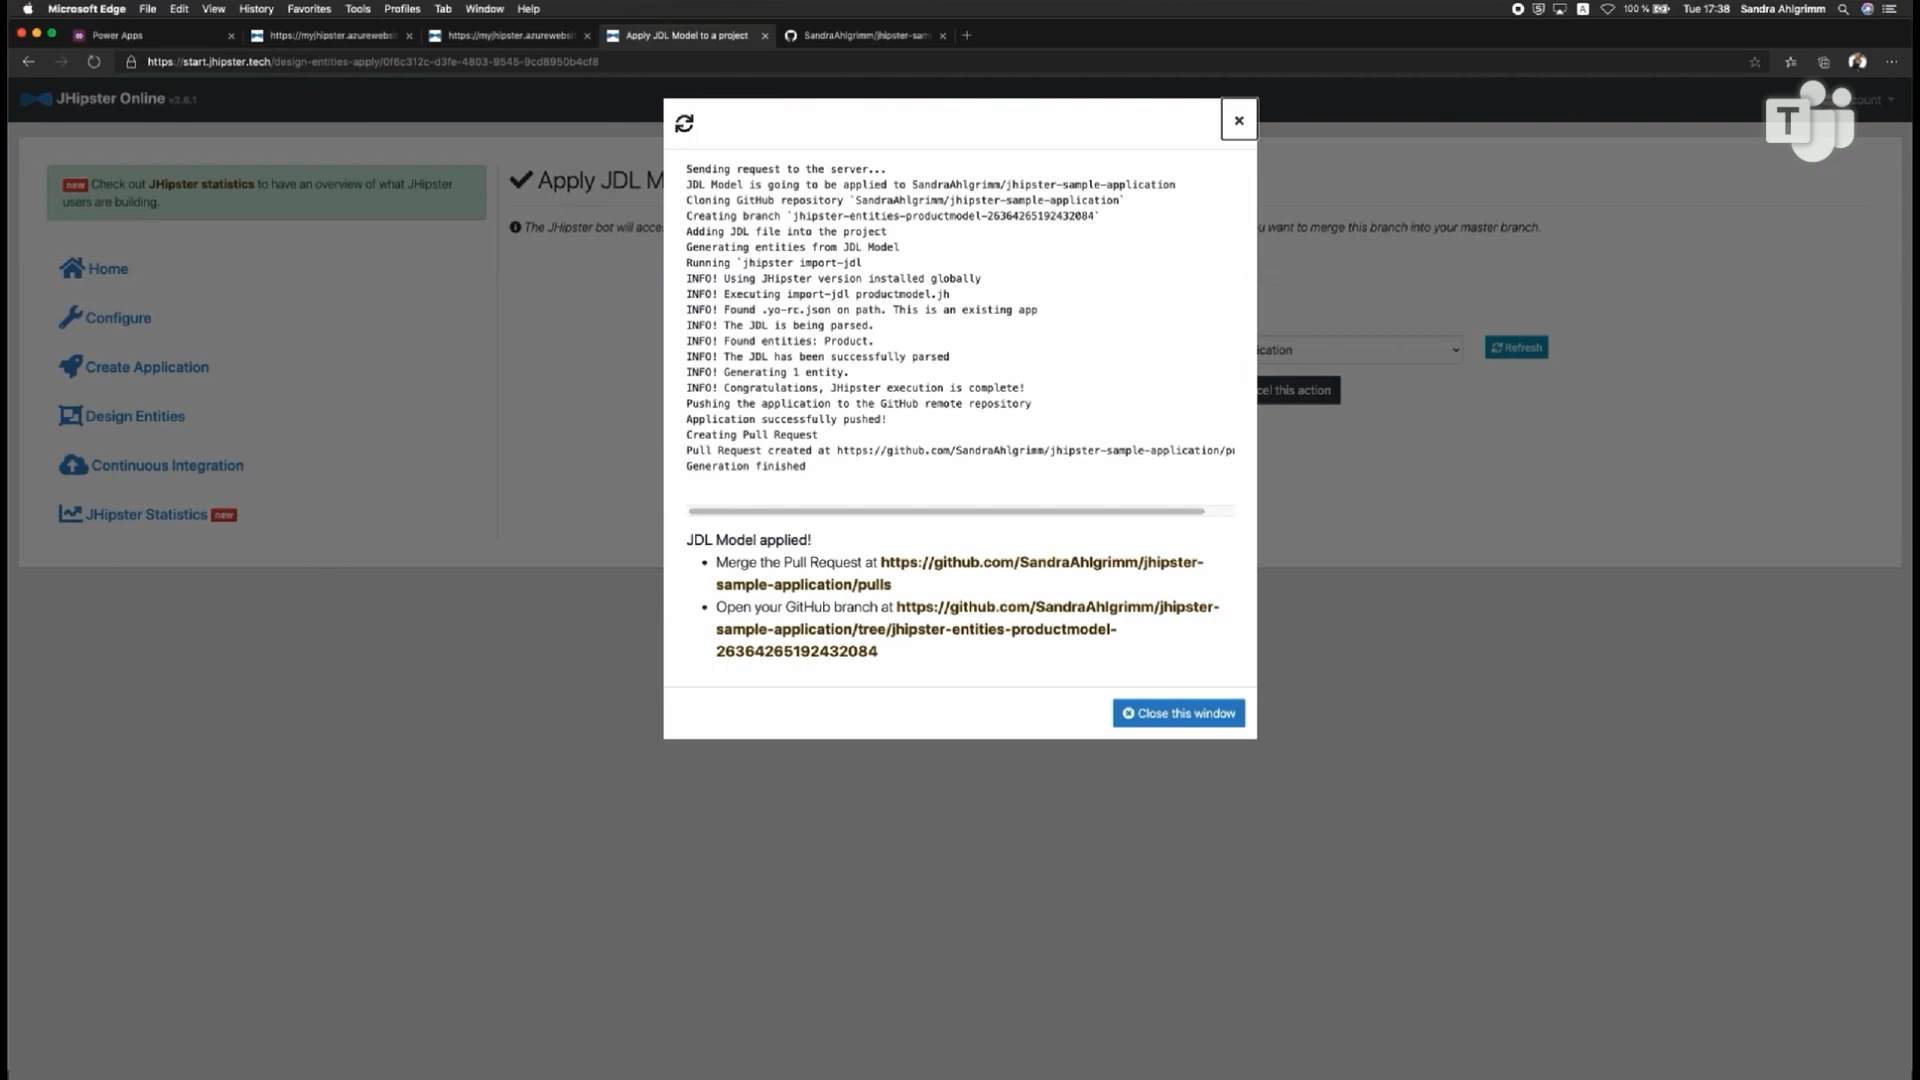 Microsoft Edge File Edit View History Favorites Tools Profiles Tab Window Help 100 % Tue 17:38 Sandra Ahlgrimm
Power Apps https://myjhipster.azurewebsi https://myjhipster.azurewebsi Apply JDL Model to a project SandraAhlgrimm/jhipster-sam
https://start.jhipster.tech/design-entities-apply/0f6c312c-d3fe-4803-9545-9cd8950b4cf8
JHipster Online v2.6.1
T
new Check out JHipster statistics to have an overview of what JHipster
users are building.
Home
Configure
Create Application
Design Entities
Continuous Integration
JHipster Statistics new
Apply JDL M
The JHipster bot will acce
u want to merge this branch into your master branch.
ication
Refresh
cel this action
Sending request to the server...
JDL Model is going to be applied to SandraAhlgrimm/jhipster-sample-application
Cloning GitHub repository `SandraAhlgrimm/jhipster-sample-application`
Creating branch `jhipster-entities-productmodel-26364265192432084`
Adding JDL file into the project
Generating entities from JDL Model
Running `jhipster import-jdl
INFO! Using JHipster version installed globally
INFO! Executing import-jdl productmodel.jh
INFO! Found .yo-rc.json on path. This is an existing app
INFO! The JDL is being parsed.
INFO! Found entities: Product.
INFO! The JDL has been successfully parsed
INFO! Generating 1 entity.
INFO! Congratulations, JHipster execution is complete!
Pushing the application to the GitHub remote repository
Application successfully pushed!
Creating Pull Request
Pull Request created at https://github.com/SandraAhlgrimm/jhipster-sample-application/pu
Generation finished
JDL Model applied!
• Merge the Pull Request at https://github.com/SandraAhlgrimm/jhipster-
sample-application/pulls
• Open your GitHub branch at https://github.com/SandraAhlgrimm/jhipster-
sample-application/tree/jhipster-entities-productmodel-
26364265192432084
Close this window